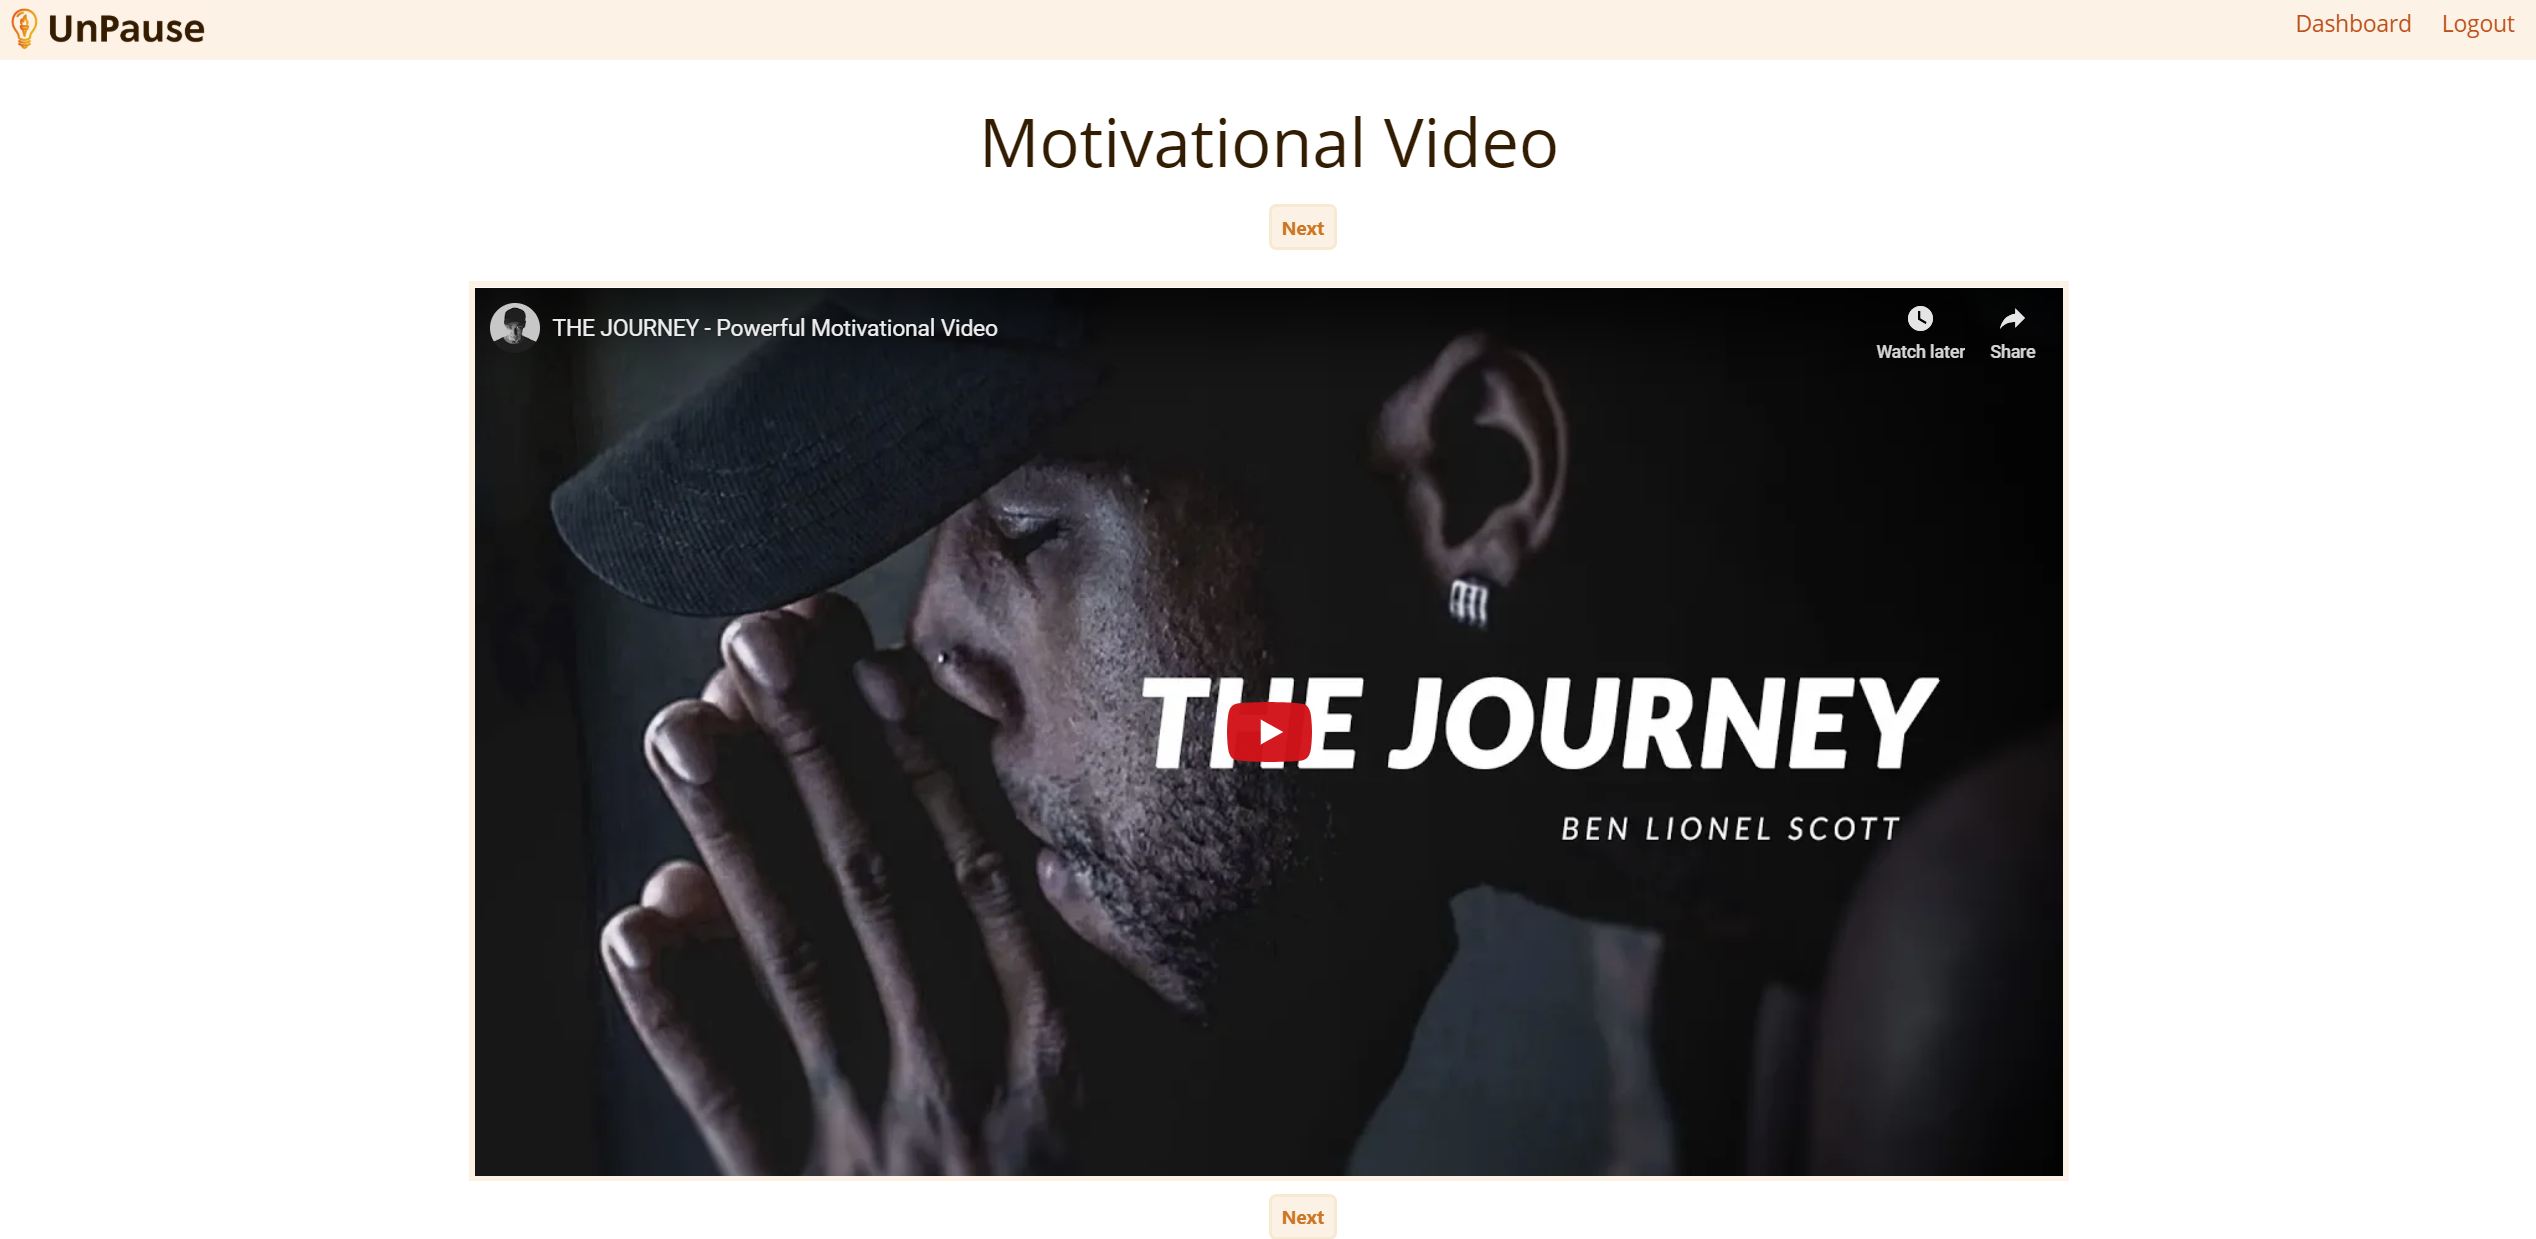 UnPause
Dashboard Logout
Motivational Video
Next
THE JOURNEY - Powerful Motivational Video
Watch later Share
THE JOURNEY
BEN LIONEL SCOTT
Next